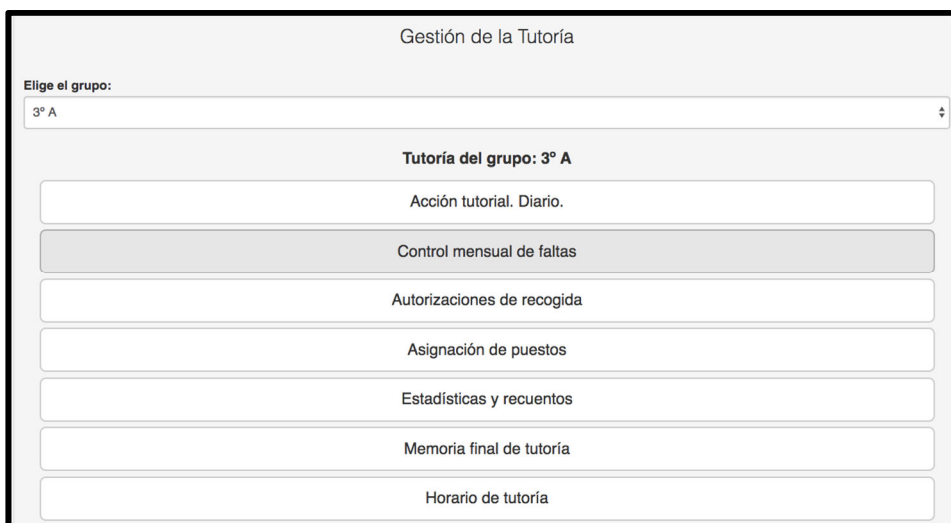 Gestión de la Tutoría
Elige el grupo:
3º A
Tutoría del grupo: 3º A
Acción tutorial. Diario.
Control mensual de faltas
Autorizaciones de recogida
Asignación de puestos
Estadísticas y recuentos
Memoria final de tutoría
Horario de tutoría